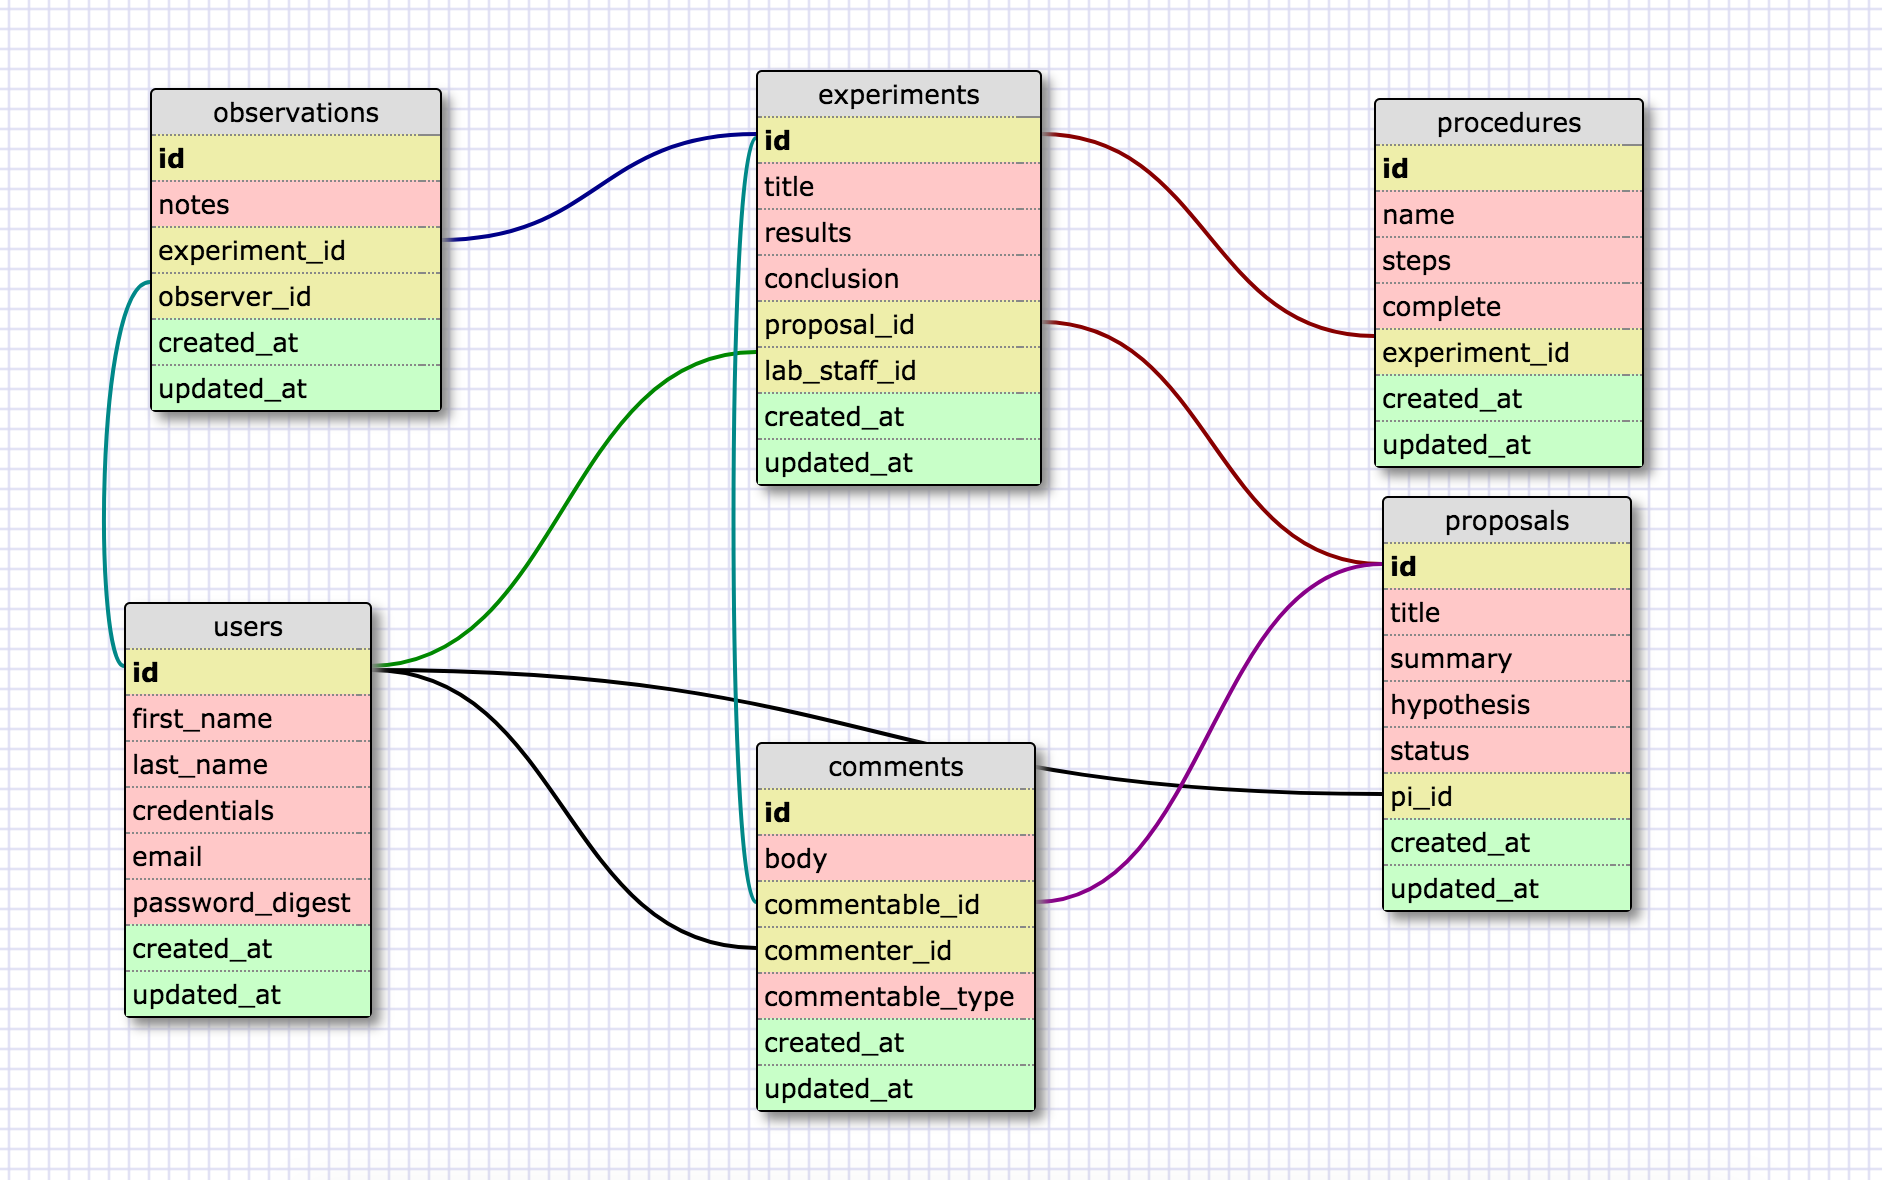 observations
id
notes
experiment_id
observer_id
created_at
updated_at
experiments
id
title
results
conclusion
proposal_id
lab_staff_id
created_at
updated_at
procedures
id
name
steps
complete
experiment_id
created_at
updated_at
proposals
id
title
summary
hypothesis
status
pi_id
created_at
updated_at
users
id
first_name
last_name
credentials
email
password_digest
created_at
updated_at
comments
id
body
commentable_id
commenter_id
commentable_type
created_at
updated_at